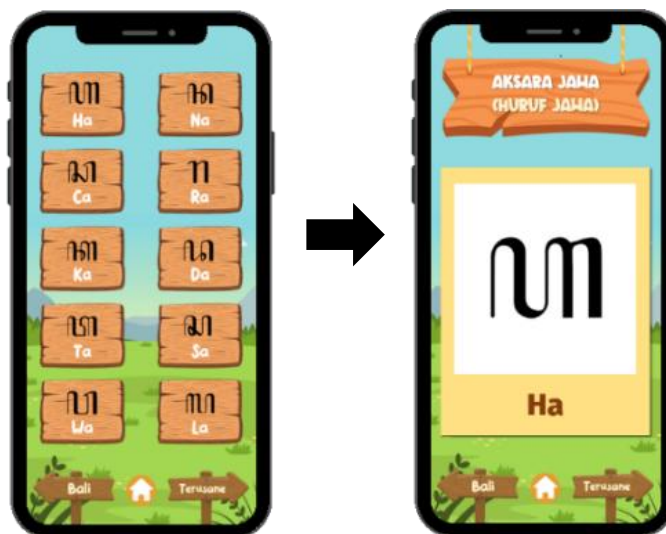 ꦲ ꦤ
Ha Na
ꦕ ꦫ
Ca Ra
ꦏ ꦢ
Ka Da
ꦠ ꦱ
Ta Sa
ꦮ ꦭ
Wa La
Bali Terusane
AKSARA JAWA
(HURUF JAWA)
ꦲ
Ha
Bali Terusane